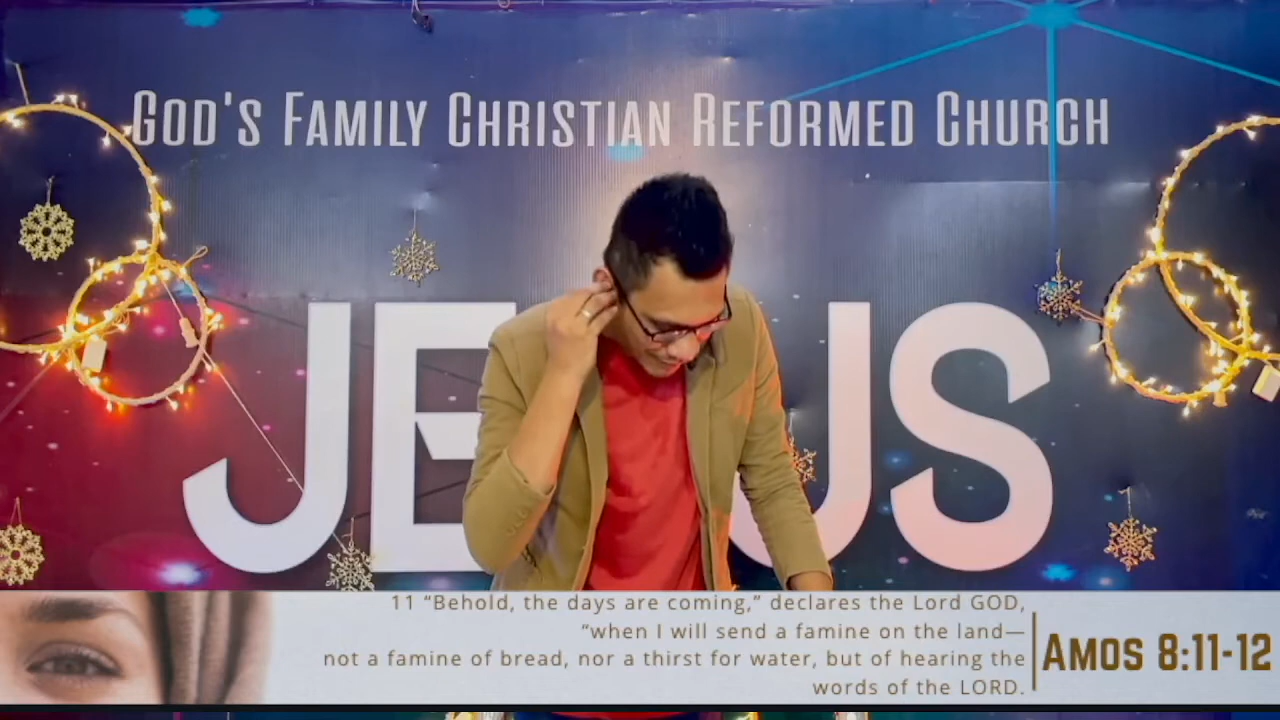 God's Family Christian Reformed Church
JESUS
11 “Behold, the days are coming,” declares the Lord GOD,
“when I will send a famine on the land—
not a famine of bread, nor a thirst for water, but of hearing the
words of the LORD.
Amos 8:11-12